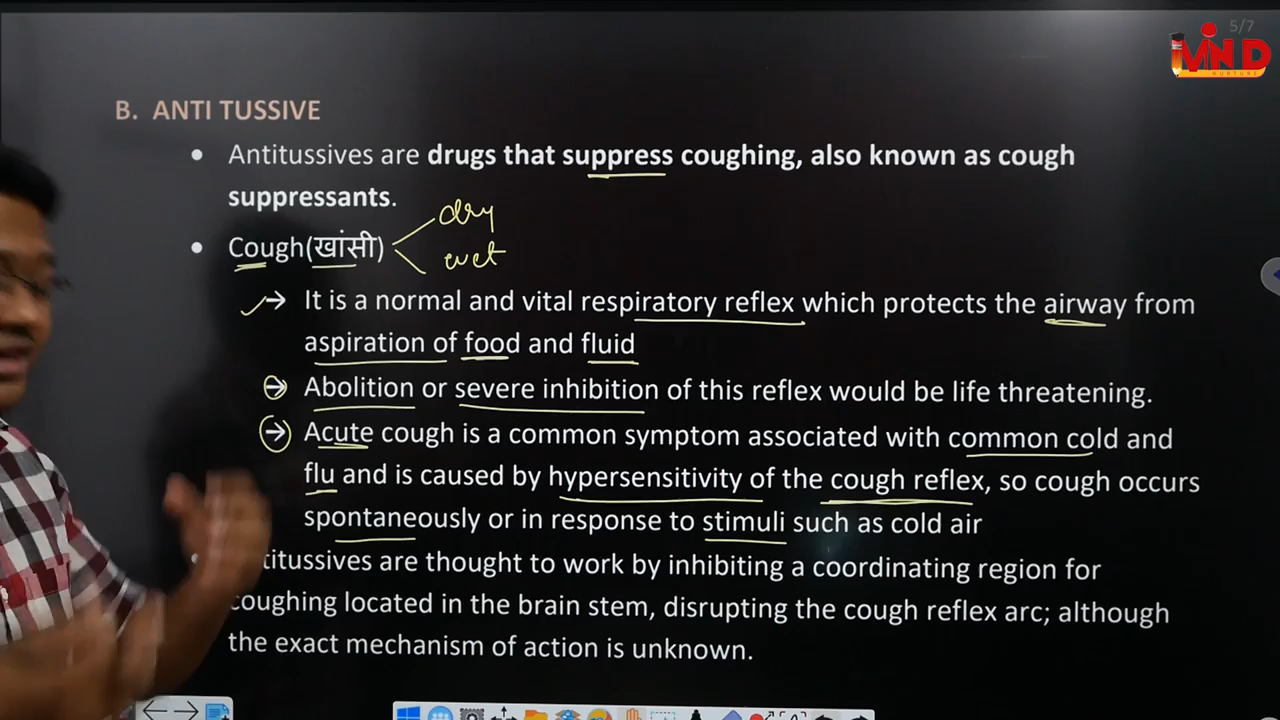 5/7
MIND
NURTURE
B. ANTI TUSSIVE
• Antitussives are drugs that suppress coughing, also known as cough
suppressants.
• Cough(खांसी)
dry
wet
→ It is a normal and vital respiratory reflex which protects the airway from
aspiration of food and fluid
→ Abolition or severe inhibition of this reflex would be life threatening.
→ Acute cough is a common symptom associated with common cold and
flu and is caused by hypersensitivity of the cough reflex, so cough occurs
spontaneously or in response to stimuli such as cold air
titussives are thought to work by inhibiting a coordinating region for
coughing located in the brain stem, disrupting the cough reflex arc; although
the exact mechanism of action is unknown.